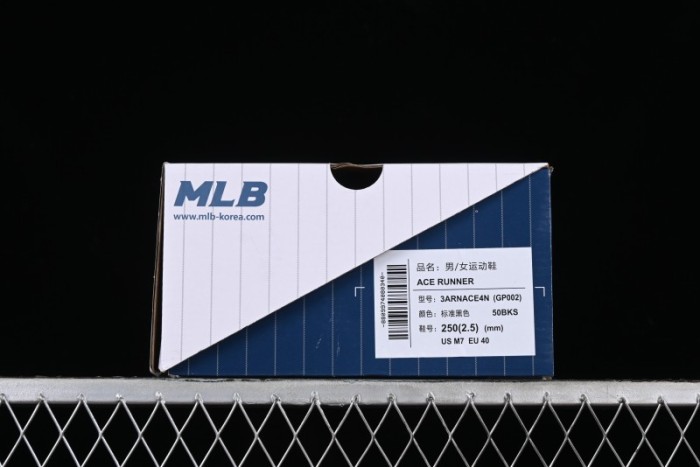 MLB
www.mlb-korea.com
品名：男/女运动鞋
ACE RUNNER
型号：3ARNACE4N (GP002)
颜色：标准黑色 50BKS
鞋号：250(2.5) (mm)
US M7 EU 40